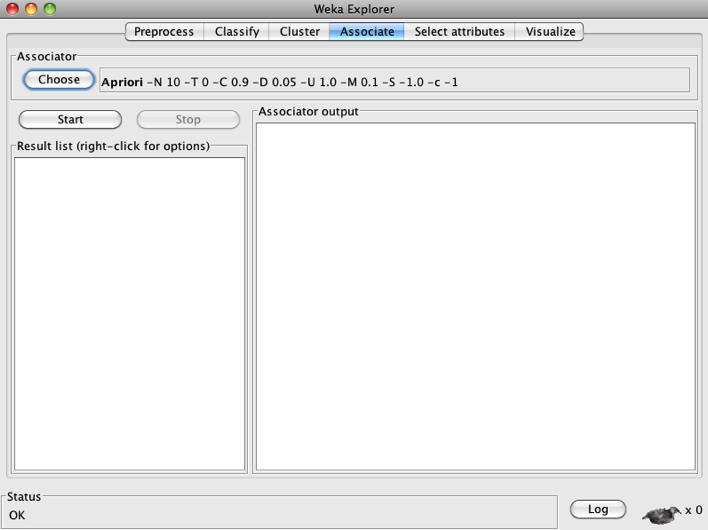 Weka Explorer
Preprocess Classify Cluster Associate Select attributes Visualize
Associator
Choose Apriori -N 10 -T 0 -C 0.9 -D 0.05 -U 1.0 -M 0.1 -S -1.0 -c -1
Start Stop
Associator output
Result list (right-click for options)
Status
OK
Log
x 0